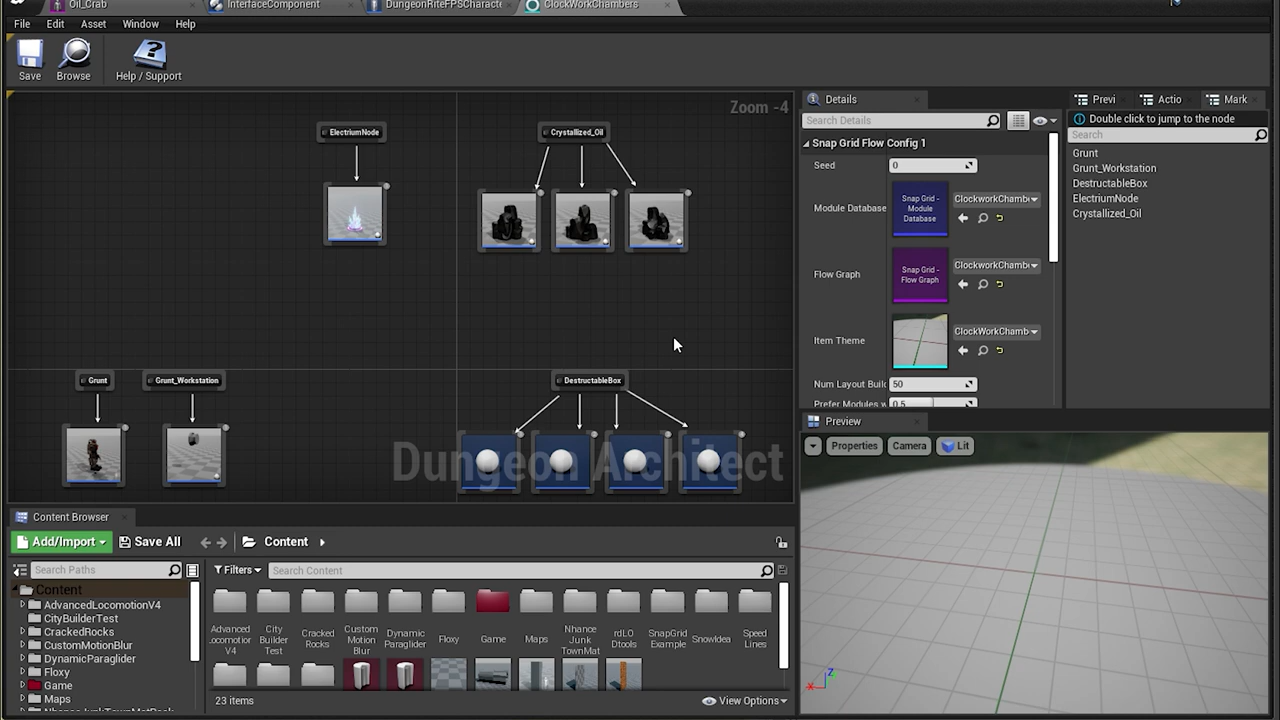 Oil_Crab
InterfaceComponent
DungeonRiteFPSCharacte
ClockWorkChambers
File Edit Asset Window Help
Save Browse Help / Support
Zoom -4
ElectriumNode
Crystallized_Oil
Grunt
Grunt_Workstation
DestructableBox
Dungeon Architect
Details
Search Details
Snap Grid Flow Config 1
Seed 0
Module Database
Snap Grid -
Module
Database
ClockworkChambe
Flow Graph
Snap Grid -
Flow Graph
ClockworkChambe
Item Theme
ClockWorkChamb
Num Layout Buil 50
Prefer Modules w 0.5
Previ Actio Mark
Double click to jump to the node
Search
Grunt
Grunt_Workstation
DestructableBox
ElectriumNode
Crystallized_Oil
Preview
Properties Camera Lit
Z
Content Browser
Add/Import Save All Content
Search Paths
Filters Search Content
Content
AdvancedLocomotionV4
CityBuilderTest
CrackedRocks
CustomMotionBlur
DynamicParaglider
Floxy
Game
Maps
NhanceJunkTownMatPack
Advanced
Locomotior
V4
City
Builder
Test
Cracked
Rocks
Custom
Motion
Blur
Dynamic
Paraglider
Floxy
Game
Maps
Nhance
Junk
TownMat
rdLO
Dtools
SnapGrid
Example
SnowIdea
Speed
Lines
23 items
View Options